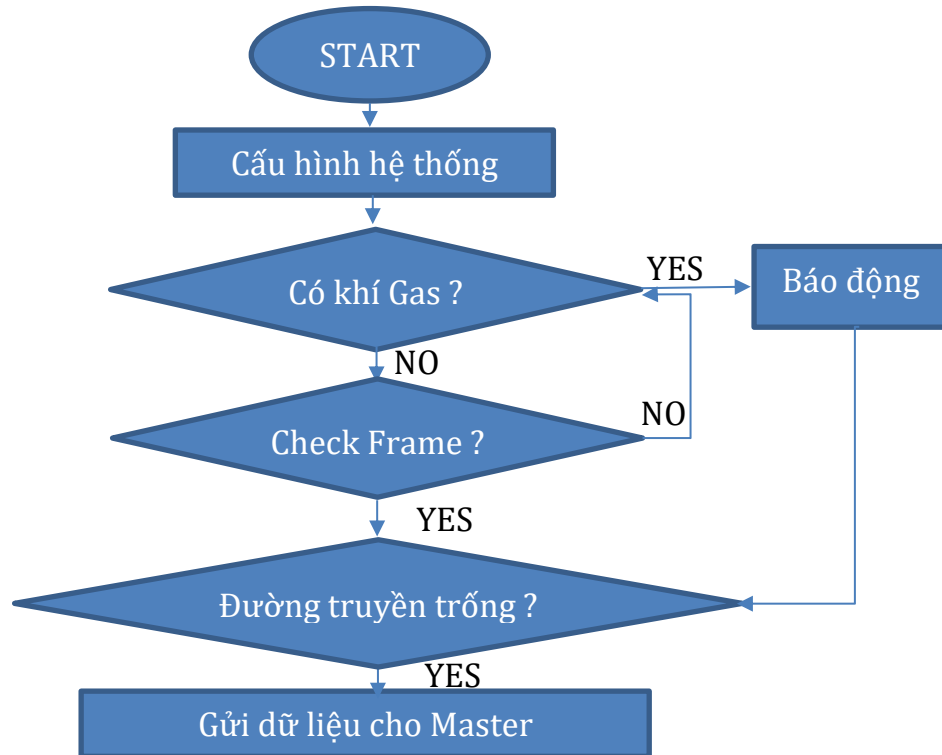 START
Cấu hình hệ thống
Có khí Gas ?
YES
Báo động
NO
Check Frame ?
NO
YES
Đường truyền trống ?
YES
Gửi dữ liệu cho Master